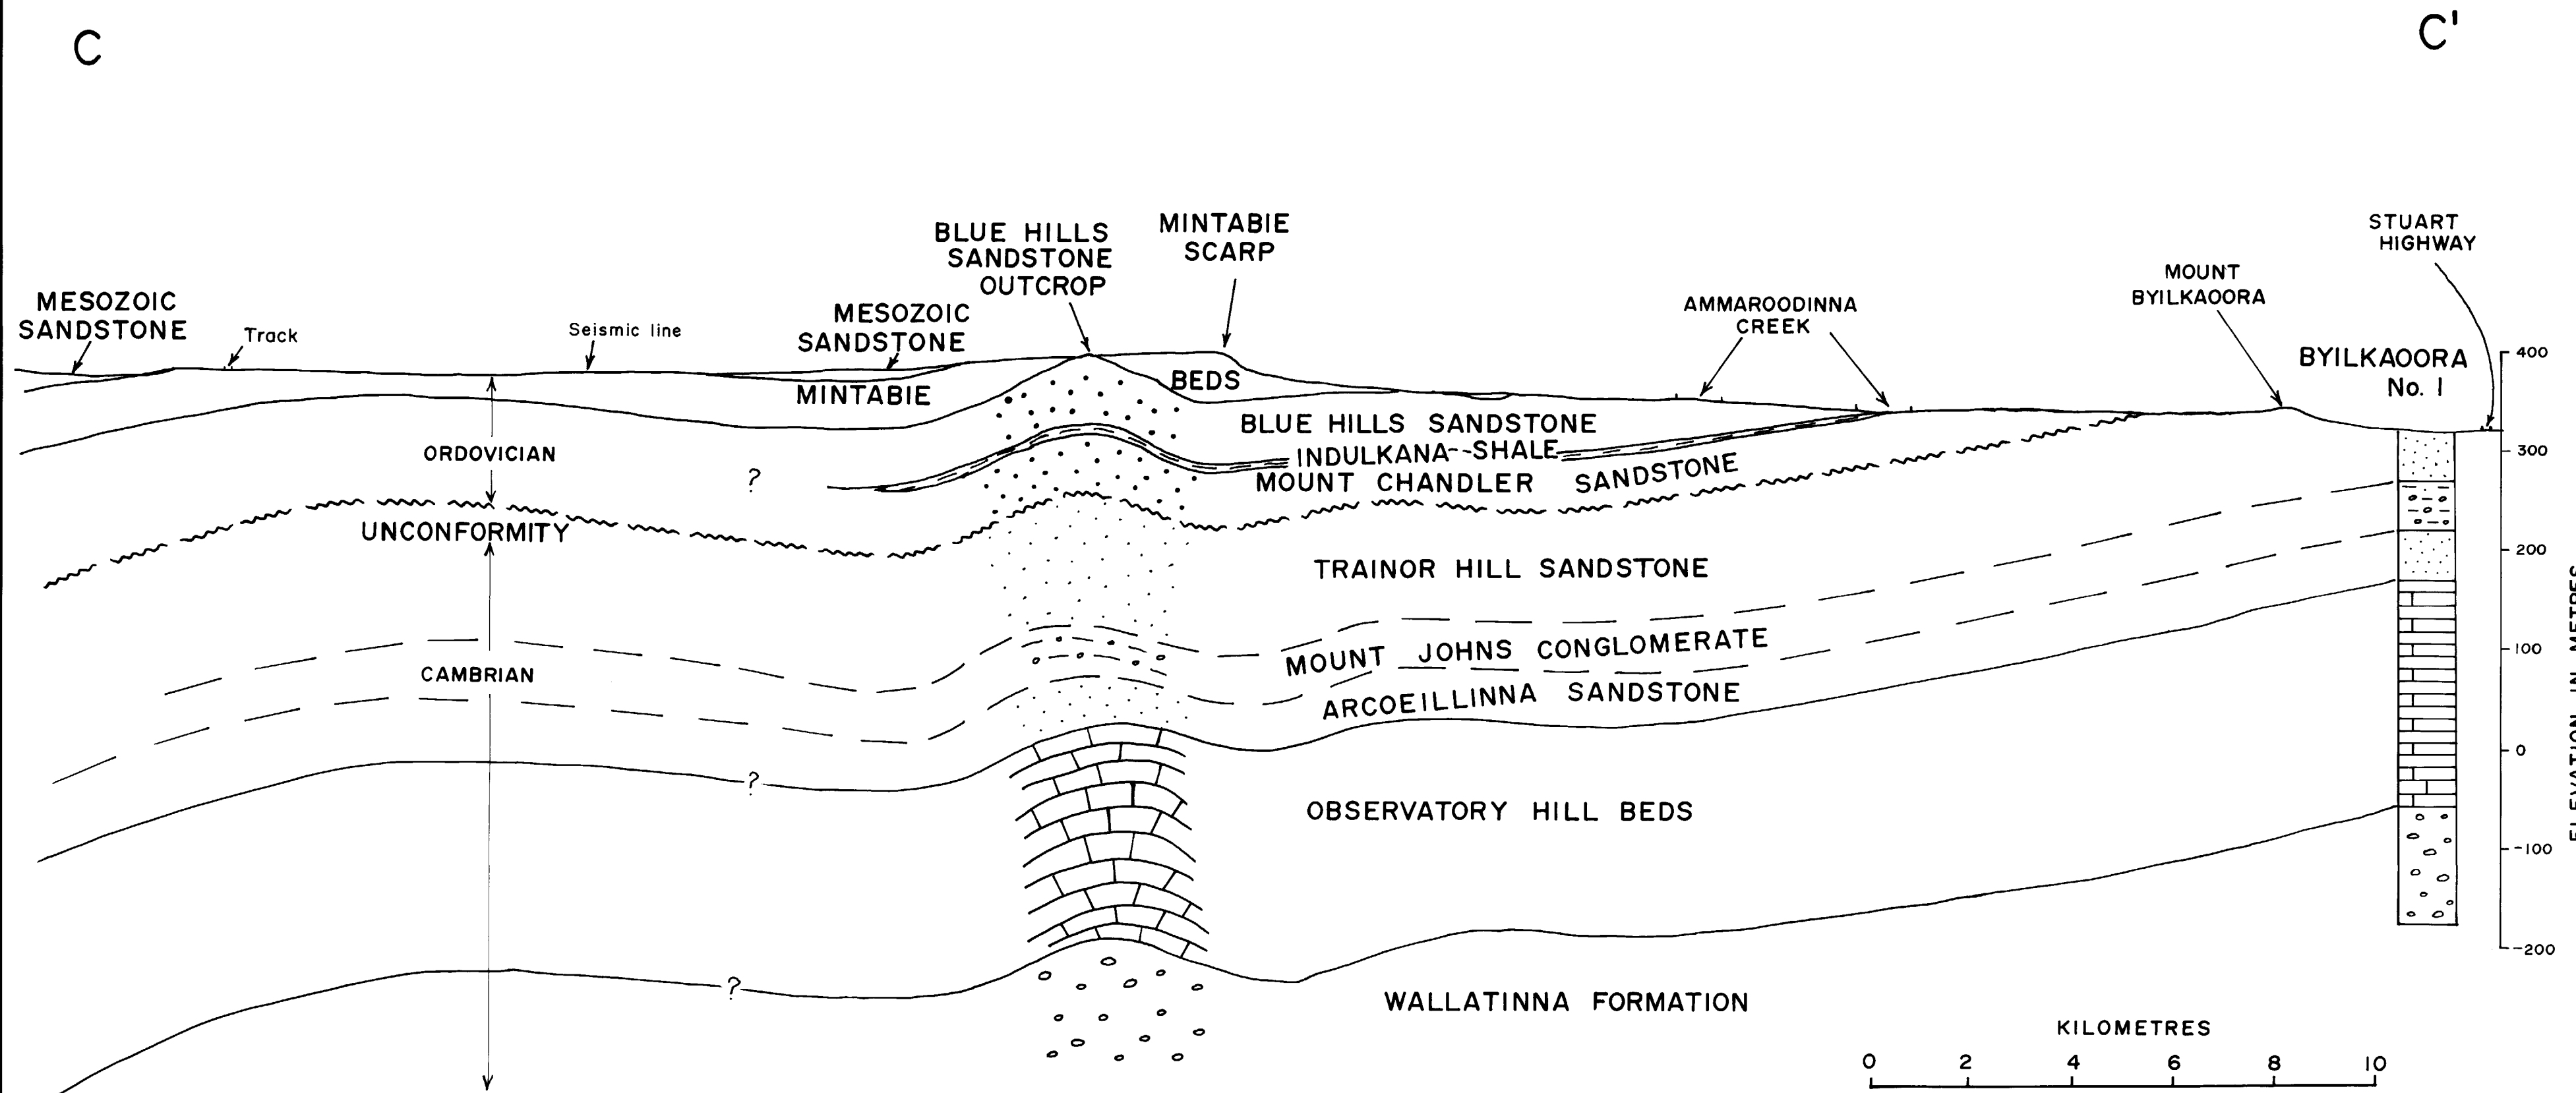 C
C'
BLUE HILLS
SANDSTONE
OUTCROP
MINTABIE
SCARP
STUART
HIGHWAY
MOUNT
BYILKAOORA
AMMAROODINNA
CREEK
MESOZOIC
SANDSTONE
Track
Seismic line
MESOZOIC
SANDSTONE
BYILKAOORA
No. 1
MINTABIE
BEDS
BLUE HILLS SANDSTONE
ORDOVICIAN
INDULKANA--SHALE
?
MOUNT CHANDLER SANDSTONE
UNCONFORMITY
TRAINOR HILL SANDSTONE
CAMBRIAN
MOUNT JOHNS CONGLOMERATE
ARCOEILLINNA SANDSTONE
?
OBSERVATORY HILL BEDS
?
WALLATINNA FORMATION
400
300
200
100
0
-100
-200
ELEVATION IN METRES
KILOMETRES
0 2 4 6 8 10